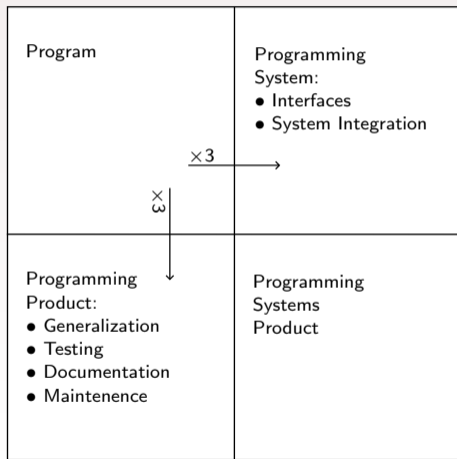 Program
Programming
System:
• Interfaces
• System Integration
×3
×3
Programming
Product:
• Generalization
• Testing
• Documentation
• Maintenence
Programming
Systems
Product